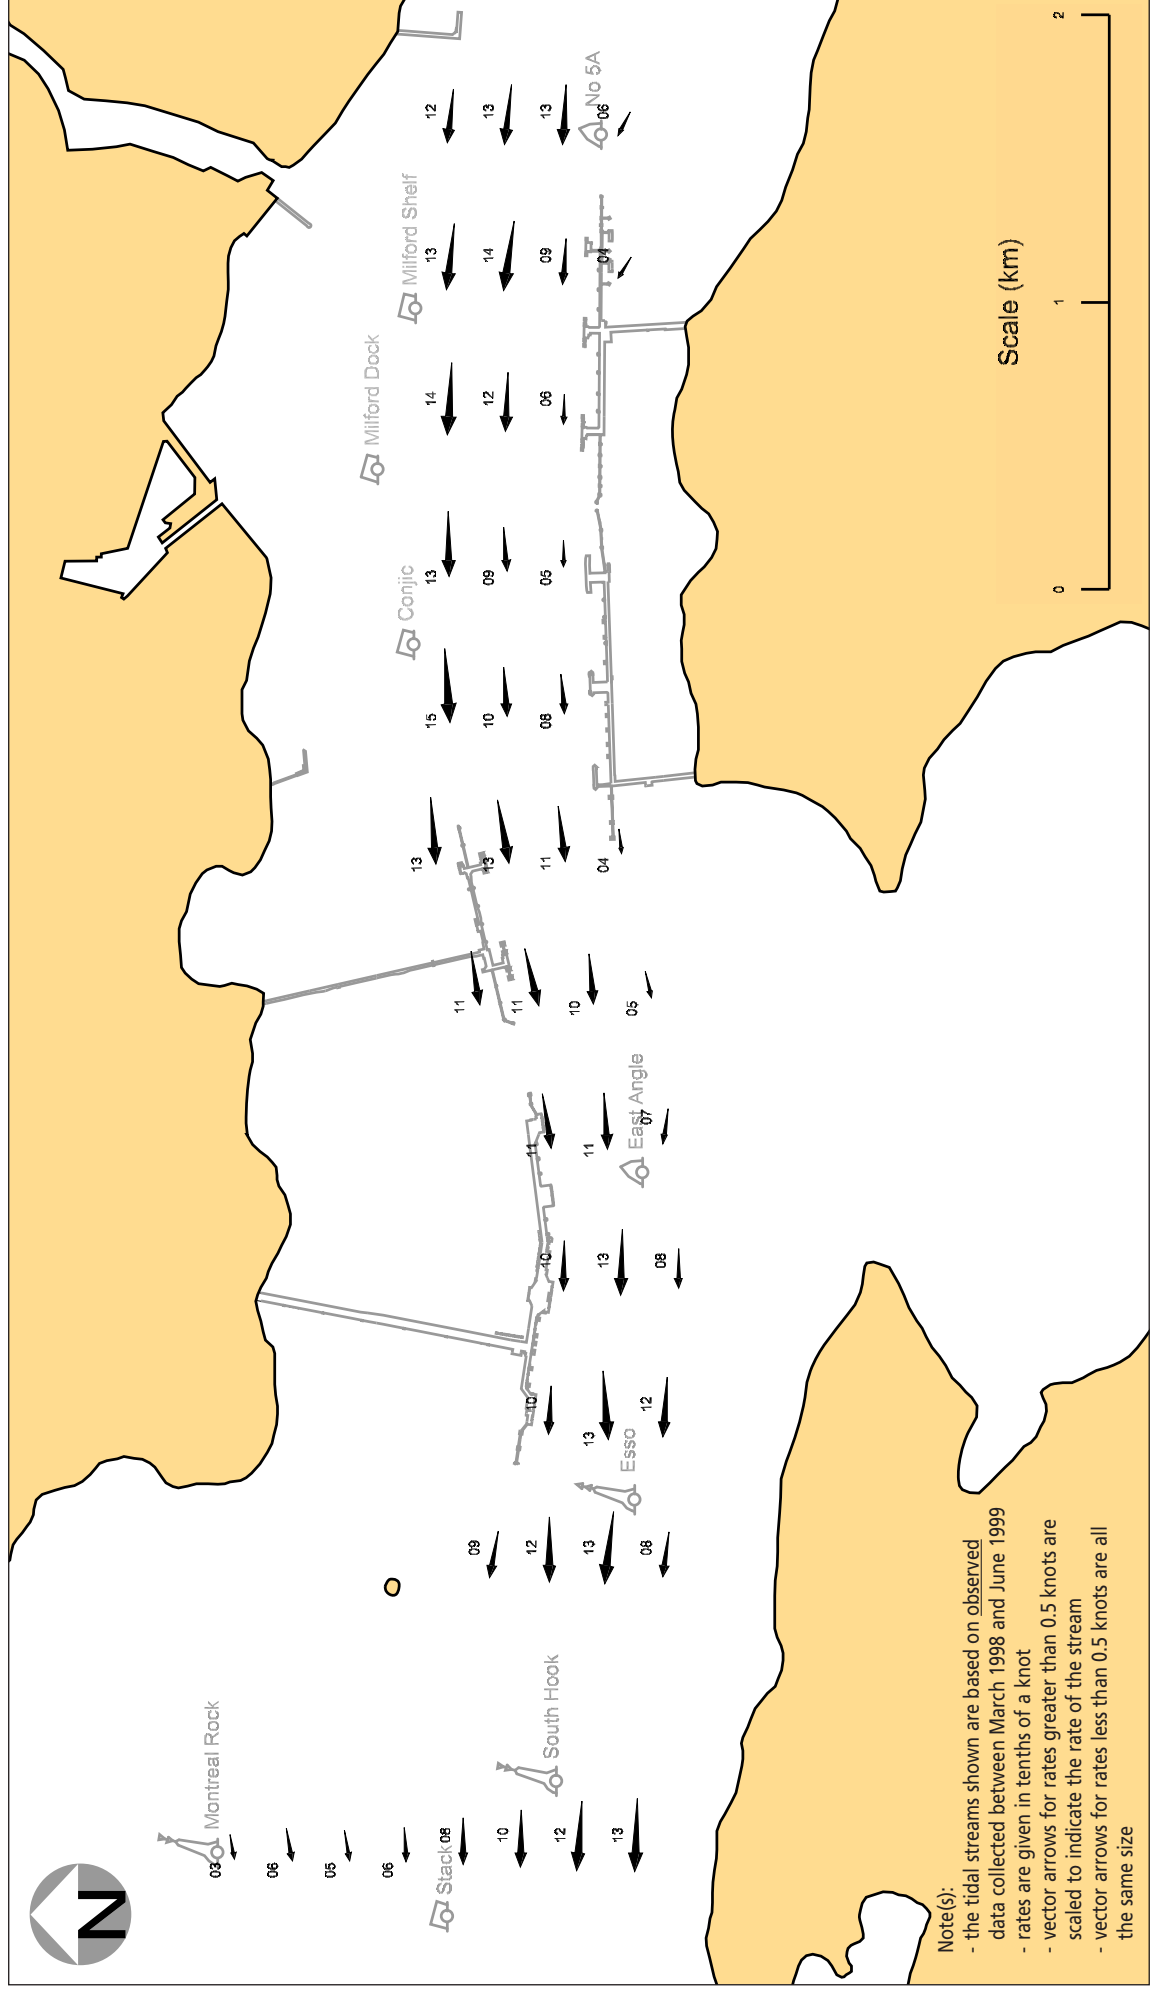 N
03
Montreal Rock
06
05
Milford Dock
06
Conjic
Milford Shelf
13
15
13
14
13
12
Stack
08
11
09
13
10
09
12
14
13
10
11
12
10
11
South Hook
10
11
08
05
06
09
13
12
10
13
13
11
No 5A
13
04
04
06
13
Esso
05
East Angle
08
12
07
08
Note(s):
- the tidal streams shown are based on observed
data collected between March 1998 and June 1999
- rates are given in tenths of a knot
- vector arrows for rates greater than 0.5 knots are
scaled to indicate the rate of the stream
- vector arrows for rates less than 0.5 knots are all
the same size
Scale (km)
0
1
2